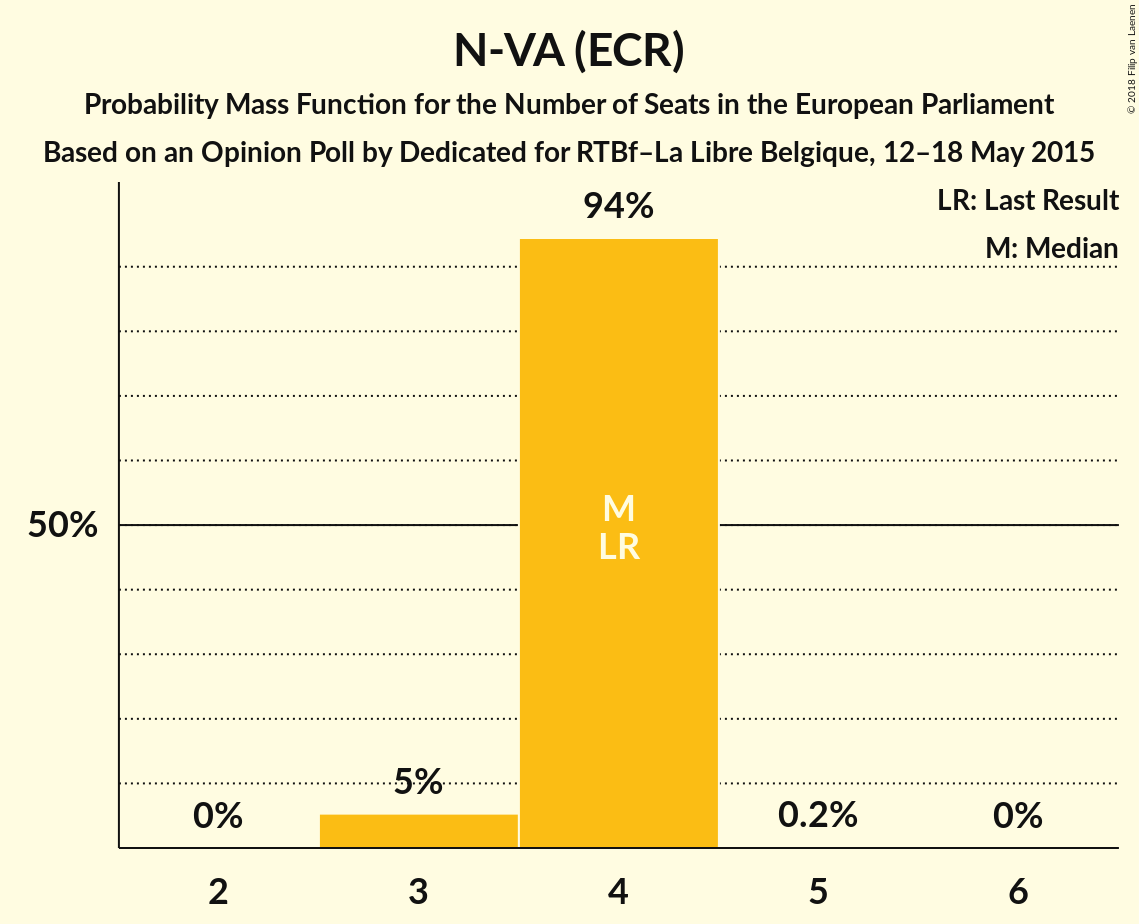 N-VA (ECR)
Probability Mass Function for the Number of Seats in the European Parliament
Based on an Opinion Poll by Dedicated for RTBf–La Libre Belgique, 12–18 May 2015
© 2018 Filip van Laenen
LR: Last Result
M: Median
94%
M
LR
50%
5%
0%
0.2%
0%
2
3
4
5
6